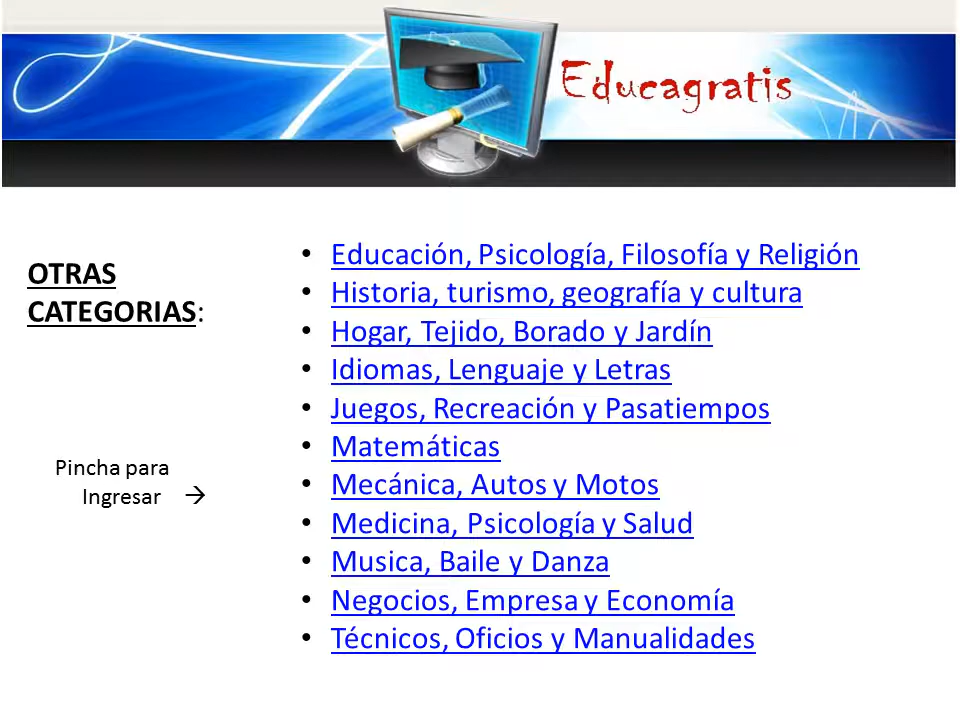 Educagratis
OTRAS
CATEGORIAS:
Pincha para
Ingresar →
• Educación, Psicología, Filosofía y Religión
• Historia, turismo, geografía y cultura
• Hogar, Tejido, Borado y Jardín
• Idiomas, Lenguaje y Letras
• Juegos, Recreación y Pasatiempos
• Matemáticas
• Mecánica, Autos y Motos
• Medicina, Psicología y Salud
• Musica, Baile y Danza
• Negocios, Empresa y Economía
• Técnicos, Oficios y Manualidades